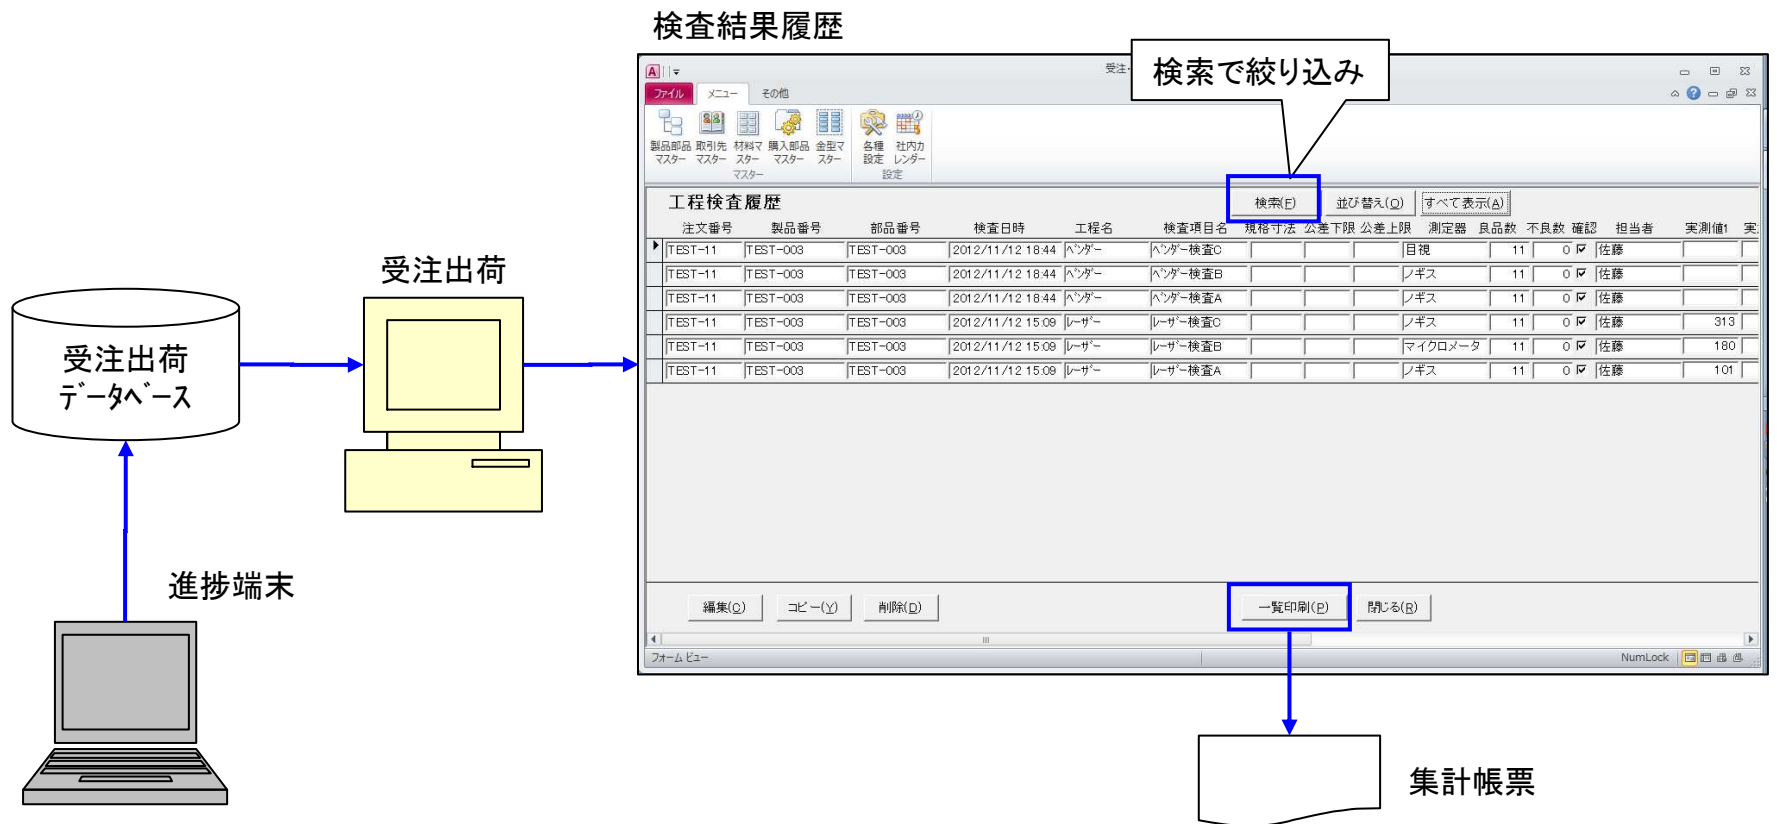 検査結果履歴
検索で絞り込み
受注・
ファイル メニュー その他
製品部品マスター
取引先マスター
材料マスター
購入部品マスター
金型マスター
各種設定
社内カレンダー
マスター 設定
工程検査履歴 検索(F) 並び替え(O) すべて表示(A)
注文番号 製品番号 部品番号 検査日時 工程名 検査項目名 規格寸法 公差下限 公差上限 測定器 良品数 不良数 確認 担当者 実測値1
TEST-11 TEST-003 TEST-003 2012/11/12 18:44 ベンダー ベンダー検査C 目視 11 0 佐藤
TEST-11 TEST-003 TEST-003 2012/11/12 18:44 ベンダー ベンダー検査B ノギス 11 0 佐藤
TEST-11 TEST-003 TEST-003 2012/11/12 18:44 ベンダー ベンダー検査A ノギス 11 0 佐藤
TEST-11 TEST-003 TEST-003 2012/11/12 15:09 レーザー レーザー検査C ノギス 11 0 佐藤 313
TEST-11 TEST-003 TEST-003 2012/11/12 15:09 レーザー レーザー検査B マイクロメータ 11 0 佐藤 180
TEST-11 TEST-003 TEST-003 2012/11/12 15:09 レーザー レーザー検査A ノギス 11 0 佐藤 101
編集(C) コピー(Y) 削除(D) 一覧印刷(P) 閉じる(R)
フォーム ビュー NumLock
受注出荷
受注出荷
データベース
進捗端末
集計帳票